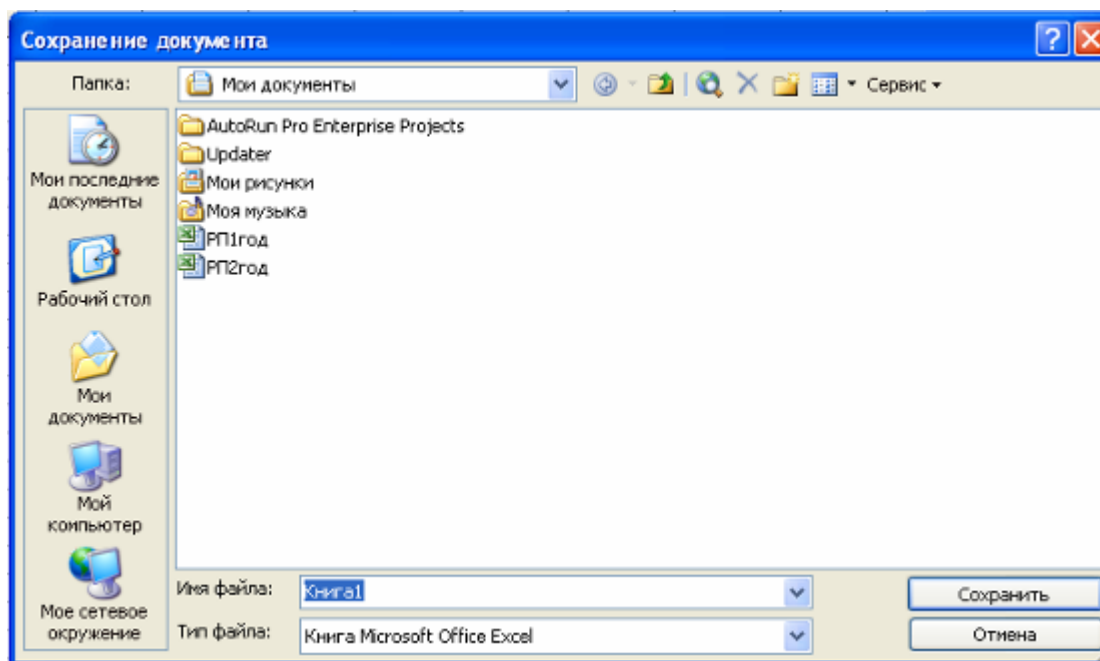 Сохранение документа
Папка:
Мои документы
Сервис
Мои последние
документы
Рабочий стол
Мои
документы
Мой
компьютер
Мое сетевое
окружение
AutoRun Pro Enterprise Projects
Updater
Мои рисунки
Моя музыка
РП1год
РП2год
Имя файла:
Книга1
Сохранить
Тип файла:
Книга Microsoft Office Excel
Отмена